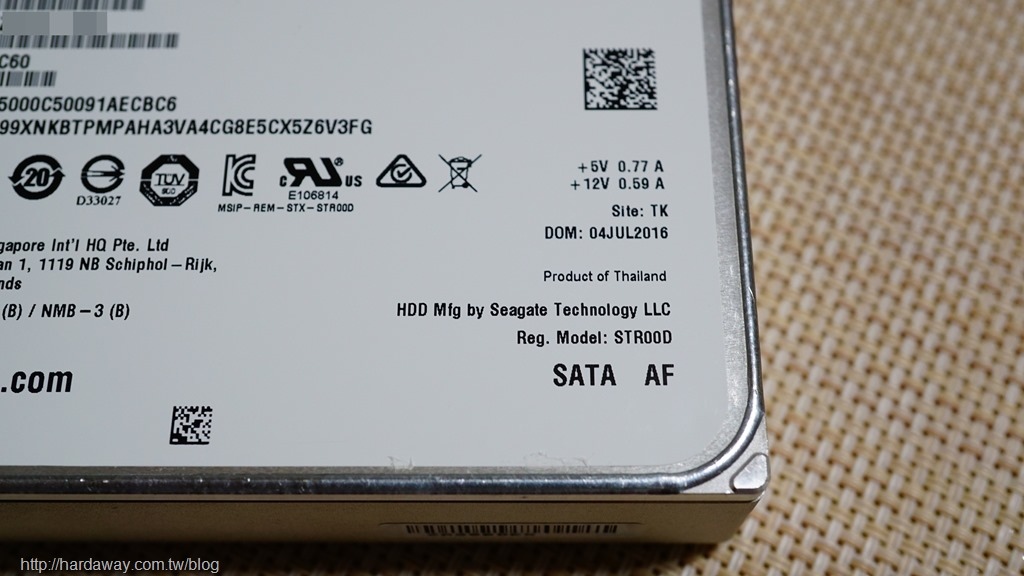 C60
5000C50091AECBC6
99XNKBTPMPAHA3VA4CG8E5CX5Z6V3FG
20
D33027
TÜV
c RU ® US
E106814
MSIP-REM-STX-STR00D
+5V 0.77 A
+12V 0.59 A
Site: TK
DOM: 04JUL2016
gapore Int'l HQ Pte. Ltd
an 1, 1119 NB Schiphol-Rijk,
nds
Product of Thailand
(B) / NMB-3 (B)
HDD Mfg by Seagate Technology LLC
Reg. Model: STR00D
.com
SATA AF
http://hardaway.com.tw/blog